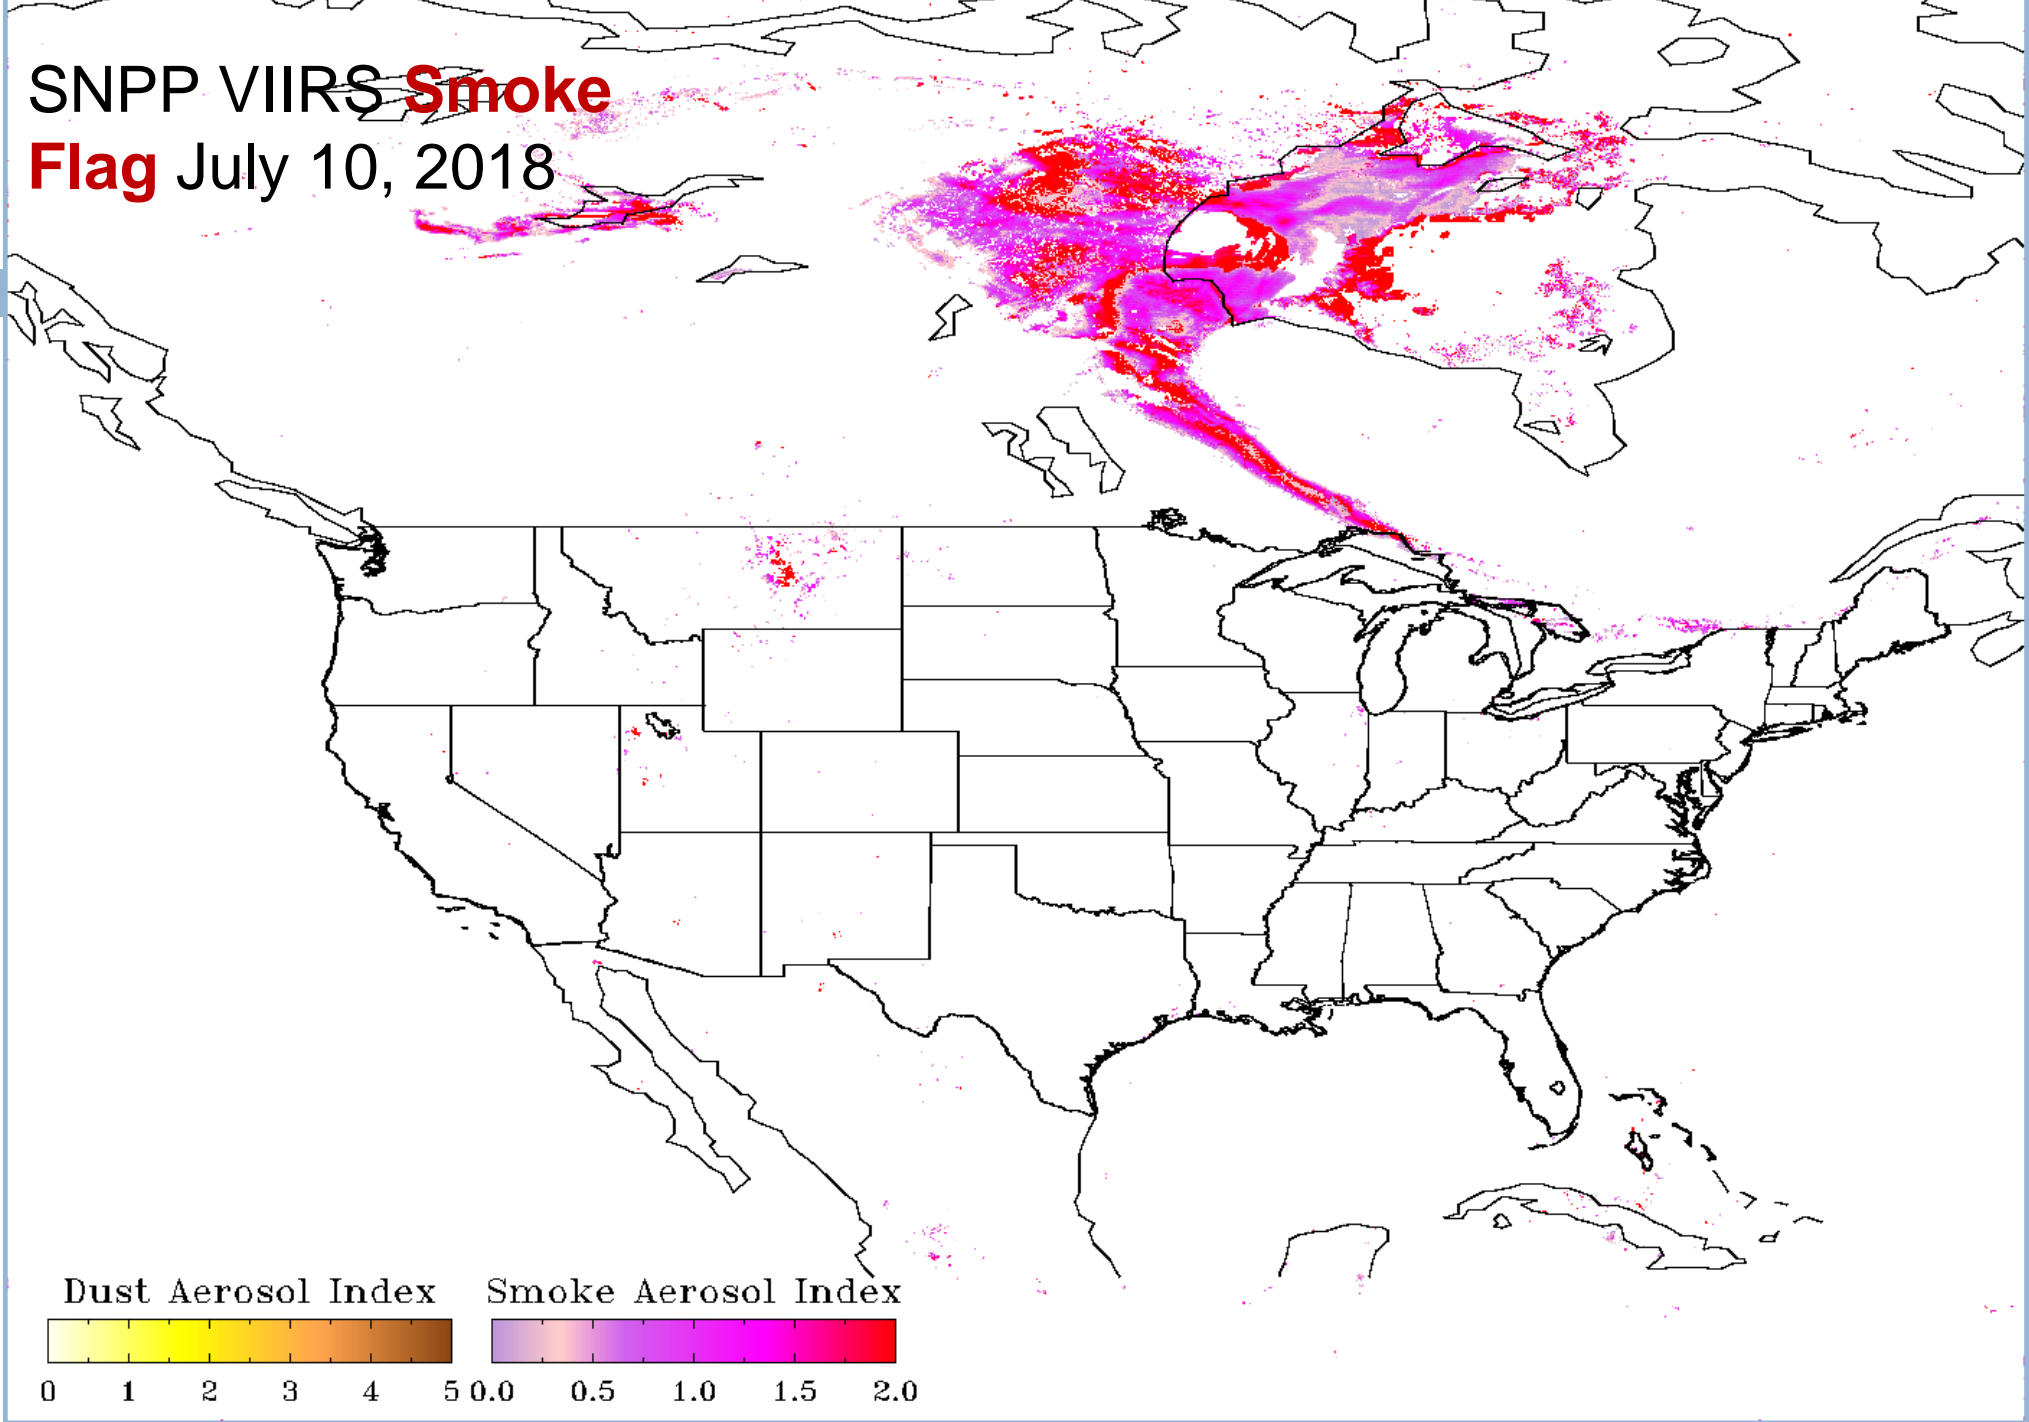 SNPP VIIRS Smoke
Flag July 10, 2018
Dust Aerosol Index
Smoke Aerosol Index
0 1 2 3 4 5
0.0 0.5 1.0 1.5 2.0